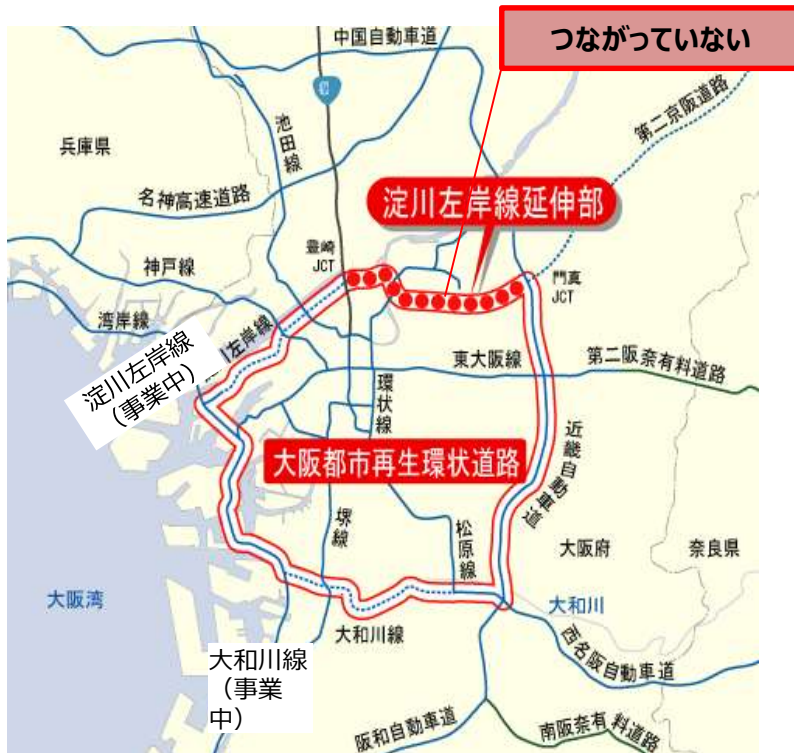 つながっていない
中国自動車道
池田線
第二京阪道路
兵庫県
名神高速道路
淀川左岸線延伸部
豊崎
JCT
神戸線
門真
JCT
湾岸線
左岸線
淀川左岸線
（事業中）
東大阪線
第二阪奈有料道路
環状線
大阪都市再生環状道路
近畿自動車道
堺線
松原線
大阪府
奈良県
大阪湾
大和川
大和川線
大和川線
（事業
中）
西名阪自動車道
阪和自動車道
南阪奈有料道路